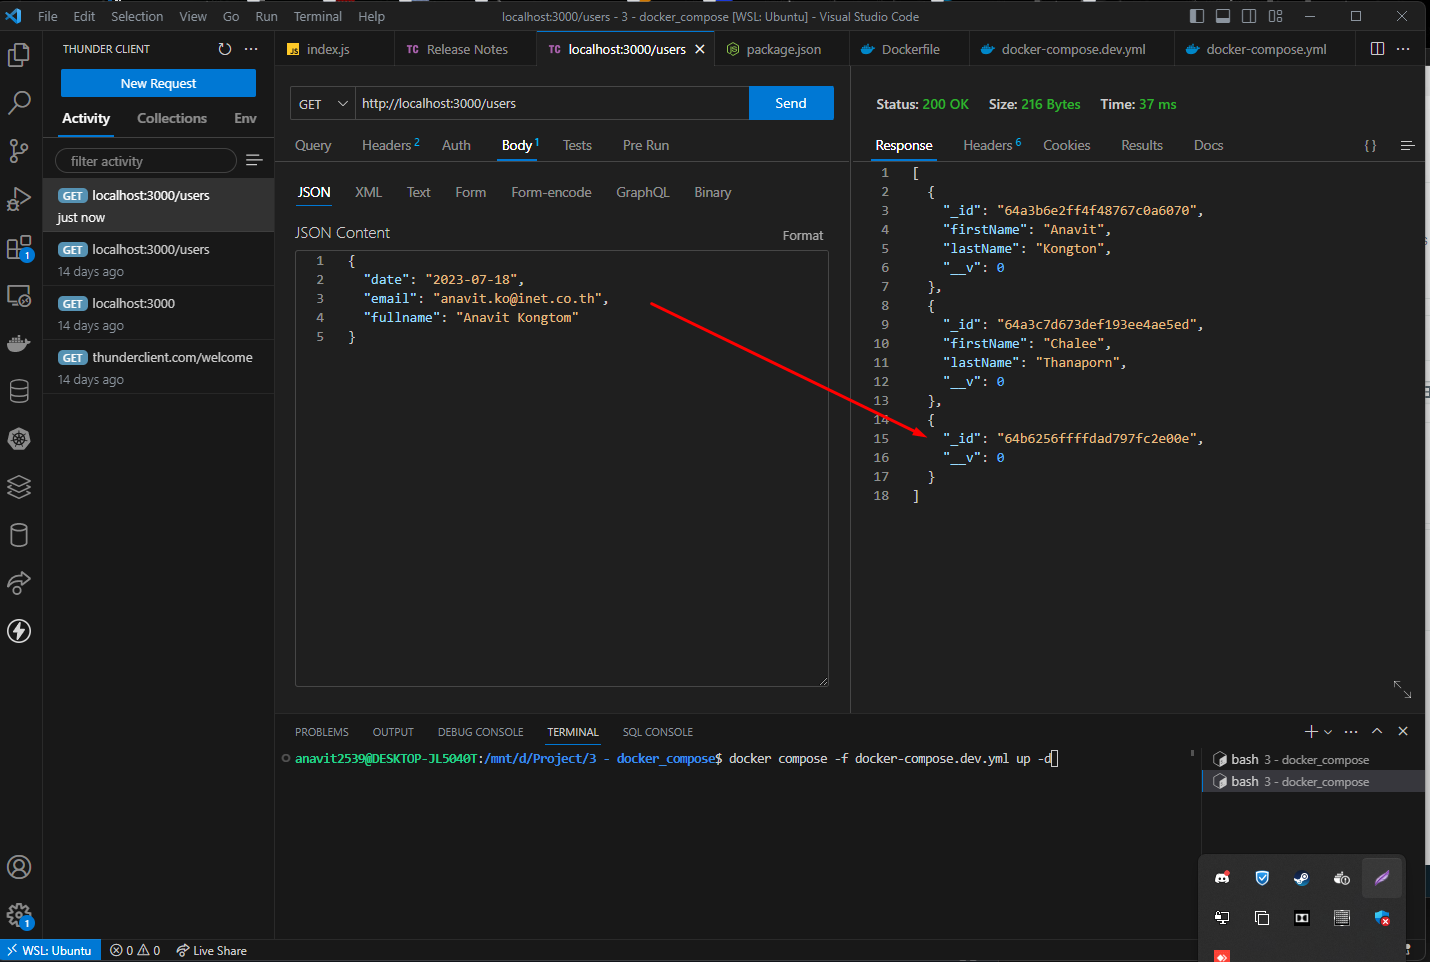 File Edit Selection View Go Run Terminal Help
localhost:3000/users - 3 - docker_compose [WSL: Ubuntu] - Visual Studio Code
THUNDER CLIENT
New Request
Activity Collections Env
filter activity
GET localhost:3000/users
just now
GET localhost:3000/users
14 days ago
GET localhost:3000
14 days ago
GET thunderclient.com/welcome
14 days ago
1
1
JS index.js
TC Release Notes
TC localhost:3000/users
package.json
Dockerfile
docker-compose.dev.yml
docker-compose.yml
GET http://localhost:3000/users Send
Query Headers 2 Auth Body 1 Tests Pre Run
JSON XML Text Form Form-encode GraphQL Binary
JSON Content Format
1 {
2 "date": "2023-07-18",
3 "email": "anavit.ko@inet.co.th",
4 "fullname": "Anavit Kongtom"
5 }
Status: 200 OK Size: 216 Bytes Time: 37 ms
Response Headers 6 Cookies Results Docs { }
1 [
2 {
3 "_id": "64a3b6e2ff4f48767c0a6070",
4 "firstName": "Anavit",
5 "lastName": "Kongton",
6 "__v": 0
7 },
8 {
9 "_id": "64a3c7d673def193ee4ae5ed",
10 "firstName": "Chalee",
11 "lastName": "Thanaporn",
12 "__v": 0
13 },
14 {
15 "_id": "64b6256ffffdad797fc2e00e",
16 "__v": 0
17 }
18 ]
PROBLEMS OUTPUT DEBUG CONSOLE TERMINAL SQL CONSOLE
anavit2539@DESKTOP-JL5040T:/mnt/d/Project/3 - docker_compose$ docker compose -f docker-compose.dev.yml up -d
bash 3 - docker_compose
bash 3 - docker_compose
WSL: Ubuntu 0 0 Live Share